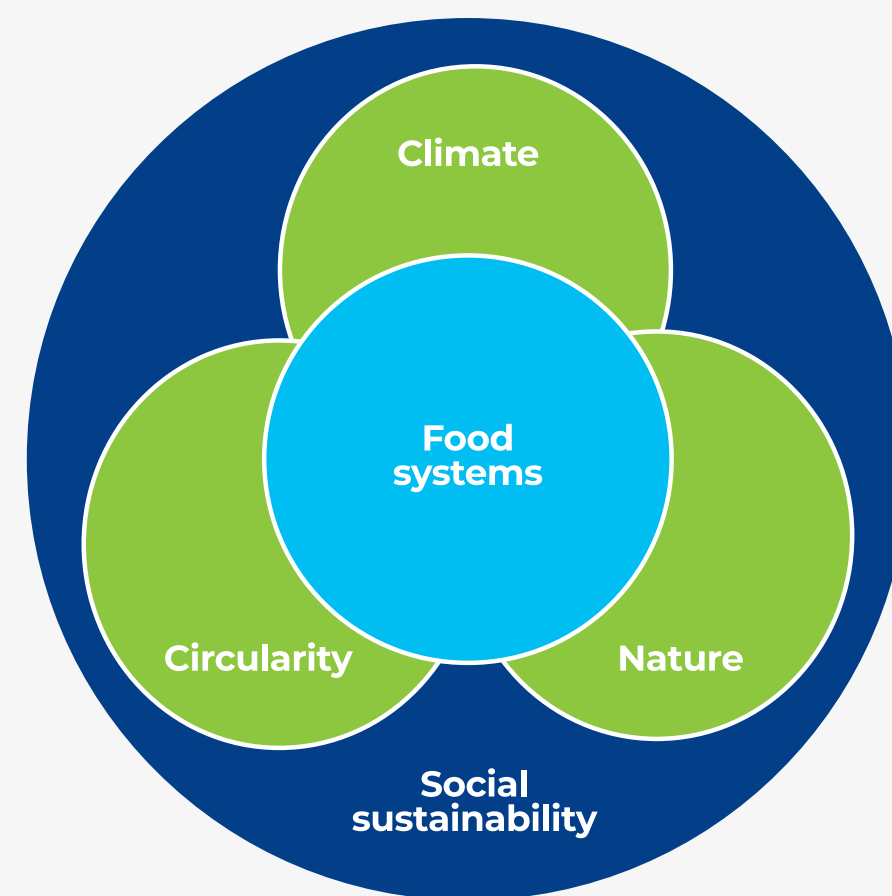 Climate
Food
systems
Circularity
Nature
Social
sustainability